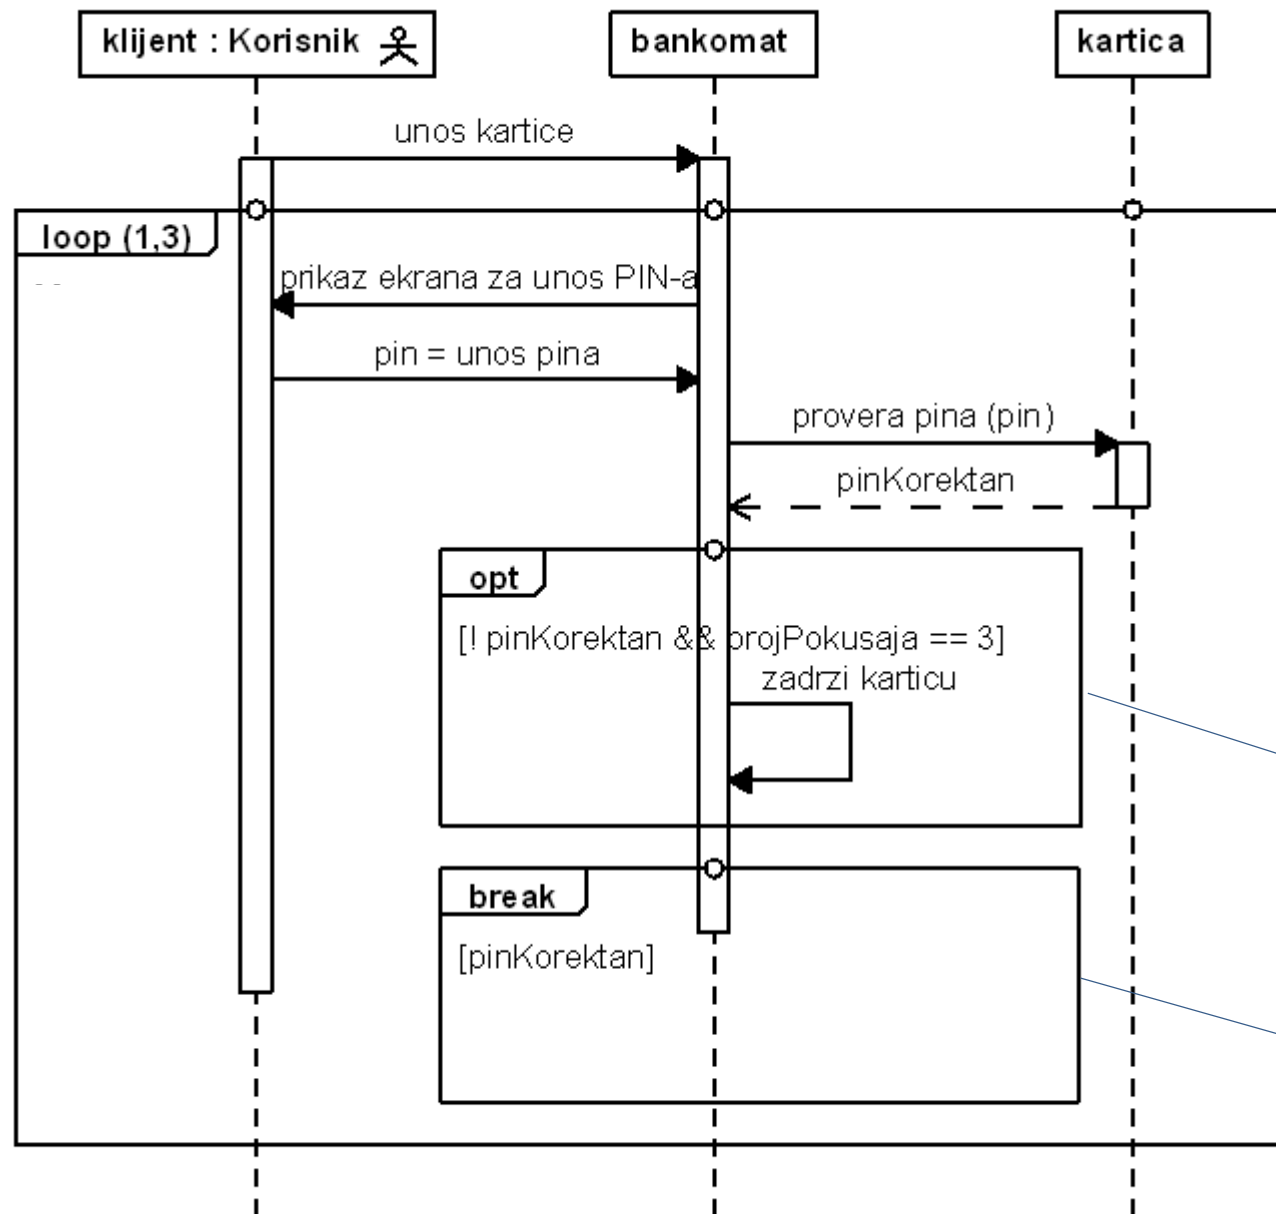 klijent : Korisnik
bankomat
kartica
unos kartice
loop (1,3)
prikaz ekrana za unos PIN-a
pin = unos pina
provera pina (pin)
pinKorektan
opt
[! pinKorektan && brojPokusaja == 3]
zadrzi karticu
break
[pinKorektan]